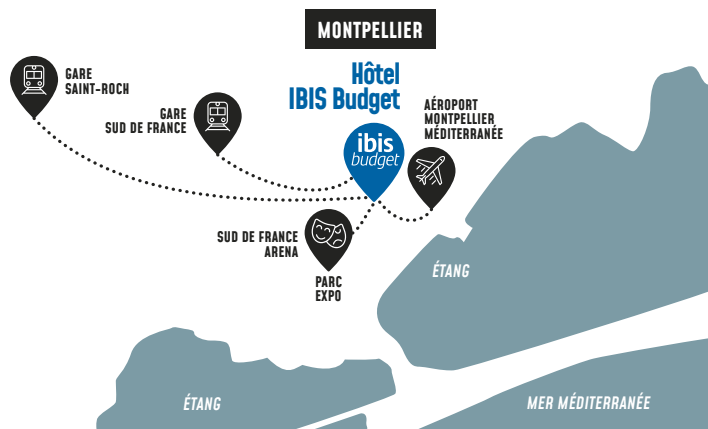 MONTPELLIER
GARE
SAINT-ROCH
GARE
SUD DE FRANCE
Hôtel
IBIS Budget
AÉROPORT
MONTPELLIER
MÉDITERRANÉE
ibis
budget
SUD DE FRANCE
ARENA
PARC
EXPO
ÉTANG
ÉTANG
MER MÉDITERRANÉE